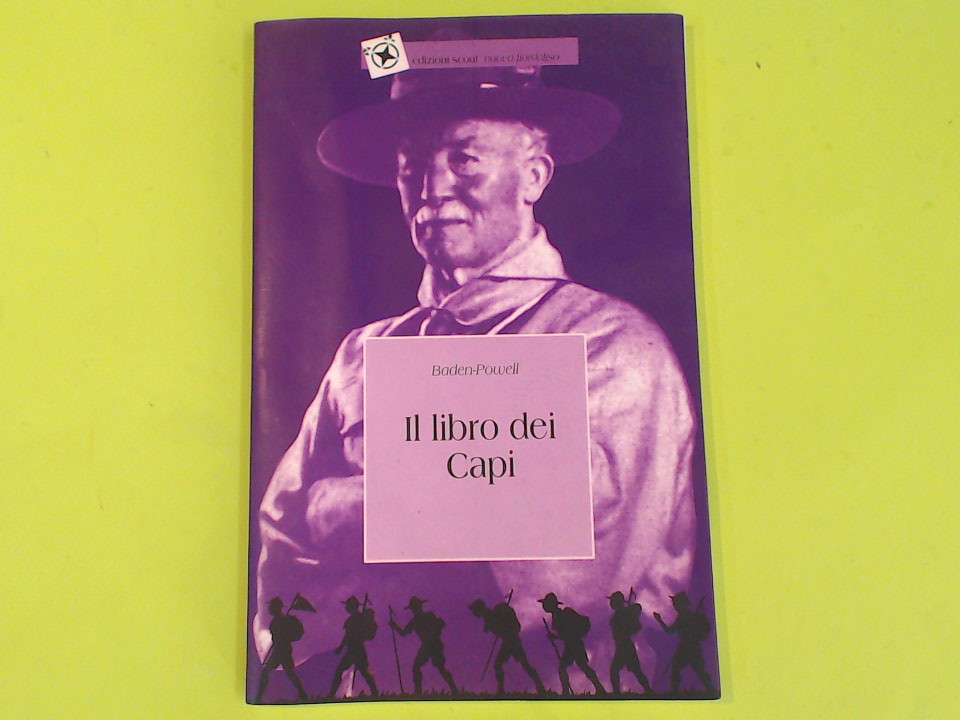 edizioni scout nuova fiordaliso
Baden-Powell
Il libro dei
Capi